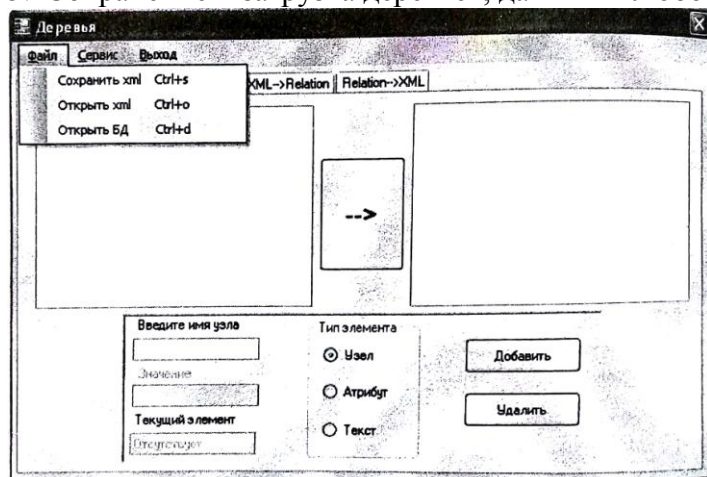 Деревья
Файл Сервис Выход
Сохранить xml Ctrl+s
Открыть xml Ctrl+o
Открыть БД Ctrl+d
XML->Relation Relation->XML
-->
Введите имя узла
Значение
Текущий элемент
Отсутствует
Тип элемента
Узел
Атрибут
Текст
Добавить
Удалить